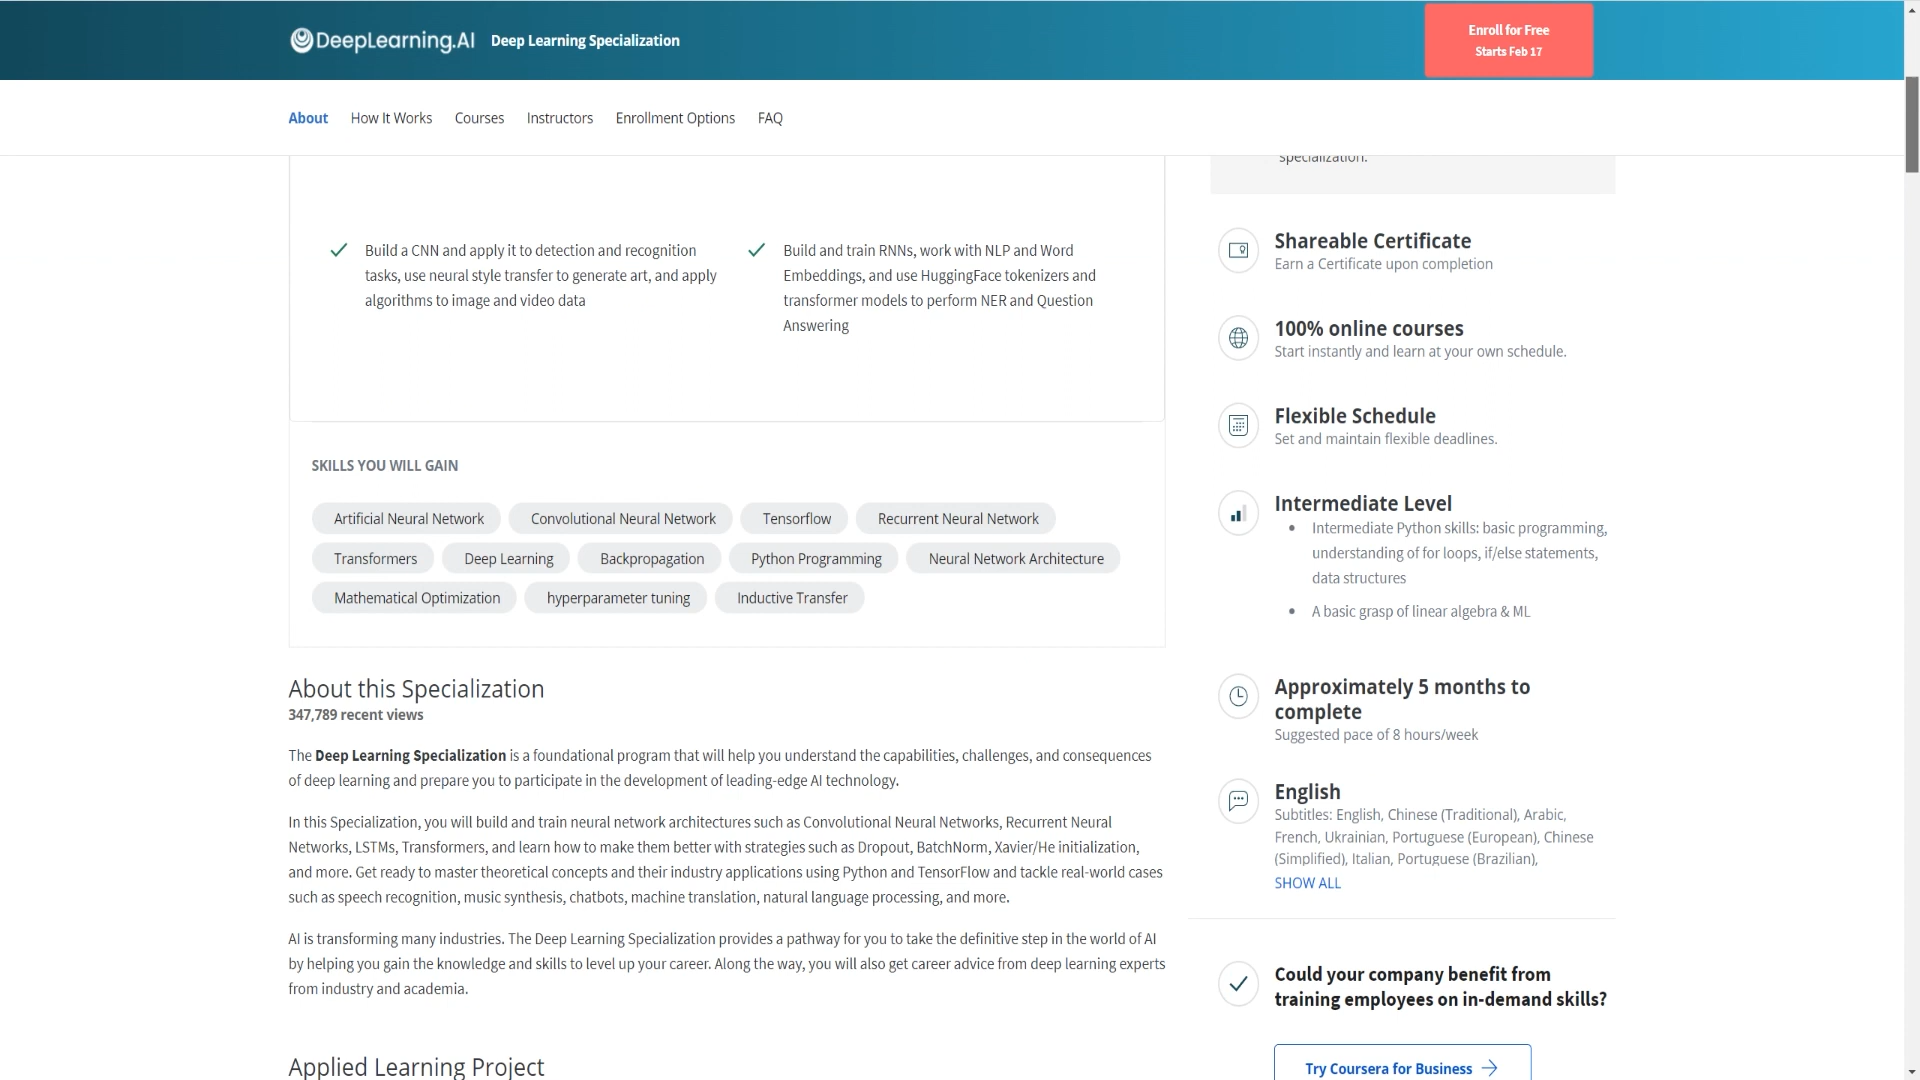 DeepLearning.AI Deep Learning Specialization
Enroll for Free
Starts Feb 17
About How It Works Courses Instructors Enrollment Options FAQ
Build a CNN and apply it to detection and recognition
tasks, use neural style transfer to generate art, and apply
algorithms to image and video data
Build and train RNNs, work with NLP and Word
Embeddings, and use HuggingFace tokenizers and
transformer models to perform NER and Question
Answering
SKILLS YOU WILL GAIN
Artificial Neural Network Convolutional Neural Network Tensorflow Recurrent Neural Network
Transformers Deep Learning Backpropagation Python Programming Neural Network Architecture
Mathematical Optimization hyperparameter tuning Inductive Transfer
About this Specialization
347,789 recent views
The Deep Learning Specialization is a foundational program that will help you understand the capabilities, challenges, and consequences
of deep learning and prepare you to participate in the development of leading-edge AI technology.
In this Specialization, you will build and train neural network architectures such as Convolutional Neural Networks, Recurrent Neural
Networks, LSTMs, Transformers, and learn how to make them better with strategies such as Dropout, BatchNorm, Xavier/He initialization,
and more. Get ready to master theoretical concepts and their industry applications using Python and TensorFlow and tackle real-world cases
such as speech recognition, music synthesis, chatbots, machine translation, natural language processing, and more.
AI is transforming many industries. The Deep Learning Specialization provides a pathway for you to take the definitive step in the world of AI
by helping you gain the knowledge and skills to level up your career. Along the way, you will also get career advice from deep learning experts
from industry and academia.
Applied Learning Project
specialization.
Shareable Certificate
Earn a Certificate upon completion
100% online courses
Start instantly and learn at your own schedule.
Flexible Schedule
Set and maintain flexible deadlines.
Intermediate Level
• Intermediate Python skills: basic programming,
understanding of for loops, if/else statements,
data structures
• A basic grasp of linear algebra & ML
Approximately 5 months to
complete
Suggested pace of 8 hours/week
English
Subtitles: English, Chinese (Traditional), Arabic,
French, Ukrainian, Portuguese (European), Chinese
(Simplified), Italian, Portuguese (Brazilian),
SHOW ALL
Could your company benefit from
training employees on in-demand skills?
Try Coursera for Business